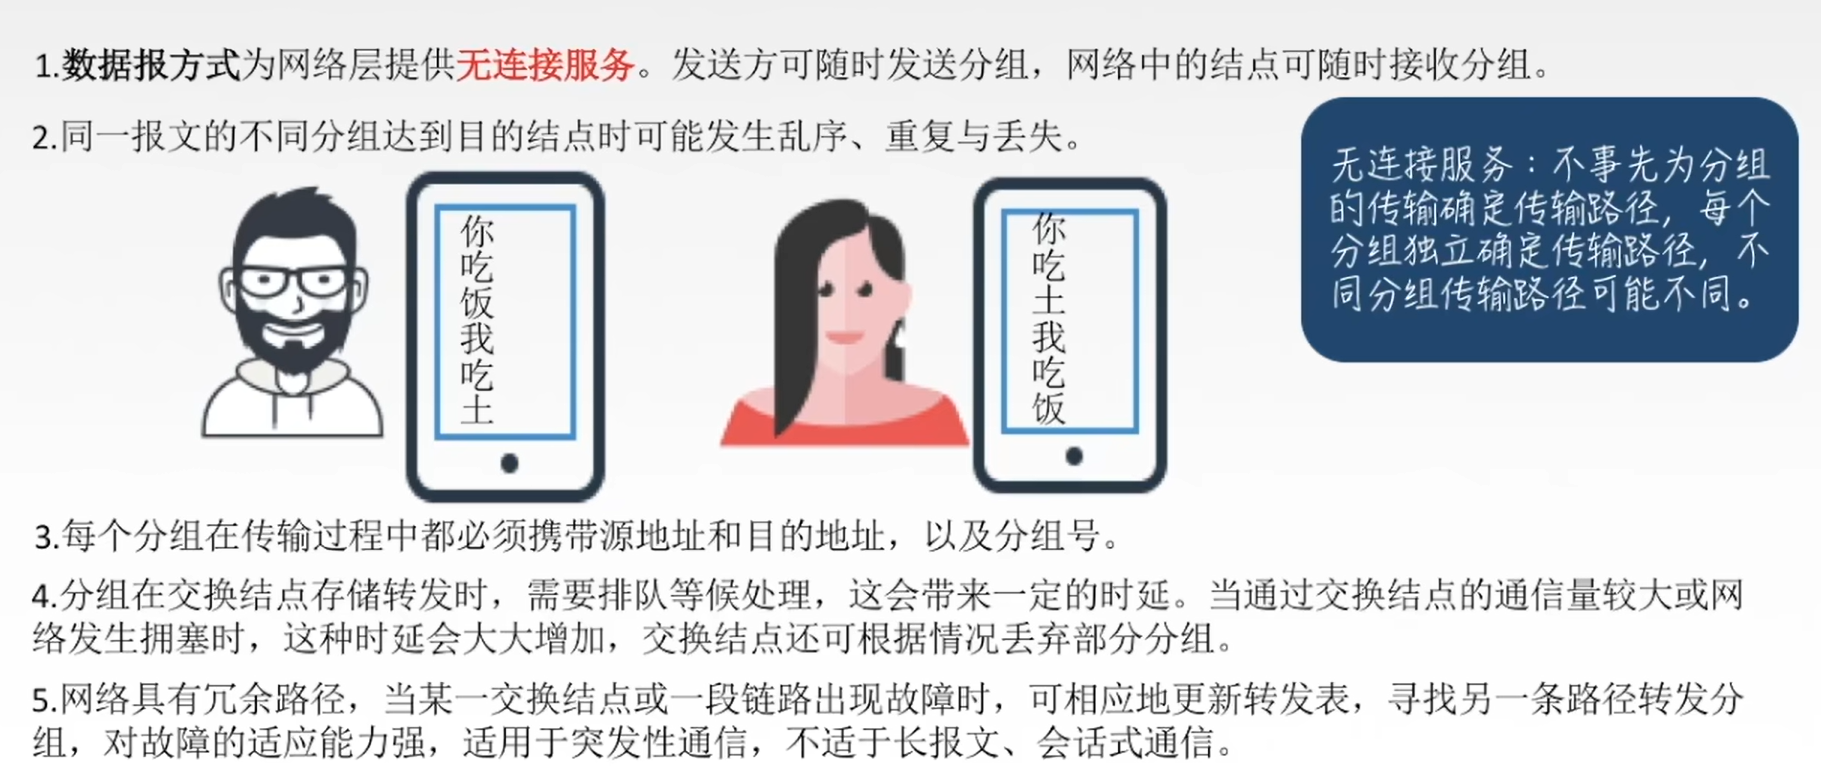 1.数据报方式为网络层提供无连接服务。发送方可随时发送分组，网络中的结点可随时接收分组。
2.同一报文的不同分组达到目的结点时可能发生乱序、重复与丢失。
无连接服务：不事先为分组
的传输确定传输路径，每个
分组独立确定传输路径，不
同分组传输路径可能不同。
你吃饭我吃土
你吃土我吃饭
3.每个分组在传输过程中都必须携带源地址和目的地址，以及分组号。
4.分组在交换结点存储转发时，需要排队等候处理，这会带来一定的时延。当通过交换结点的通信量较大或网
络发生拥塞时，这种时延会大大增加，交换结点还可根据情况丢弃部分分组。
5.网络具有冗余路径，当某一交换结点或一段链路出现故障时，可相应地更新转发表，寻找另一条路径转发分
组，对故障的适应能力强，适用于突发性通信，不适于长报文、会话式通信。